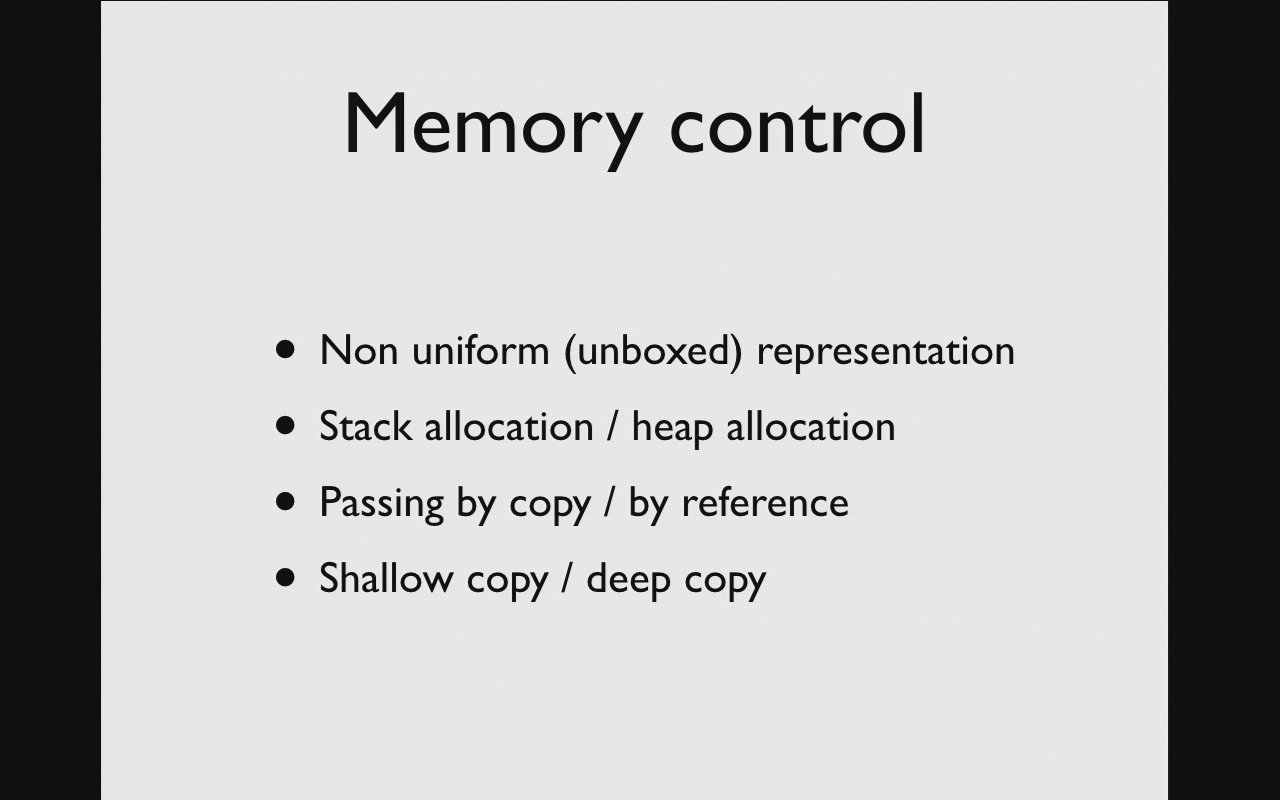 Memory control
• Non uniform (unboxed) representation
• Stack allocation / heap allocation
• Passing by copy / by reference
• Shallow copy / deep copy